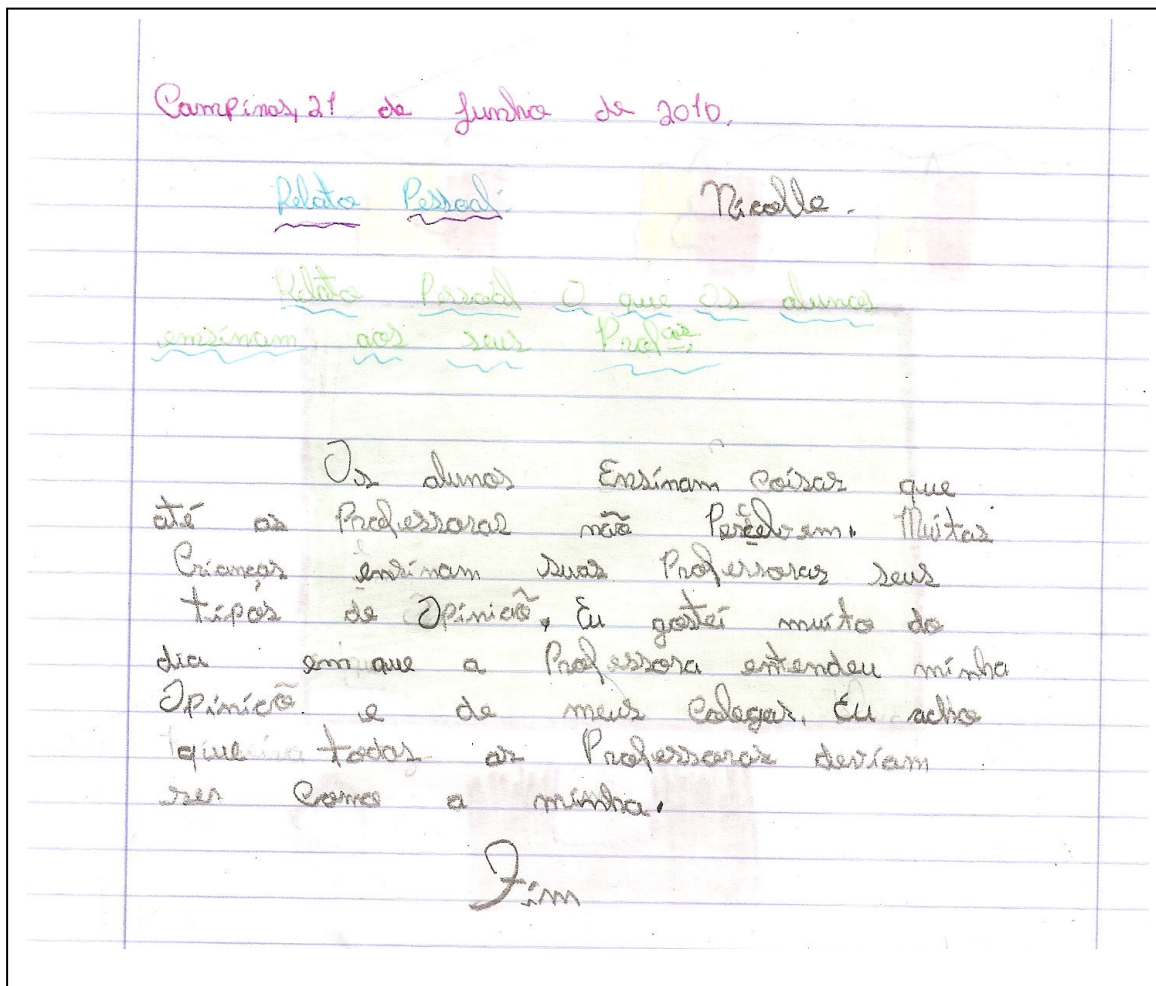 Campinas, 21 de Junho de 2010.
Relato Pessoal. Nicolle.
Relato Pessoal O que Os alunos
ensinam aos seus Profas.
Os alunos Ensinam Coisas que
até as Professoras não Percebem. Muitas
Crianças ensinam suas Professoras seus
tipos de Opinião, Eu gostei muito do
dia em que a Professora entendeu minha
Opinião e de meus Colegas. Eu acho
que todas as Professoras deviam
ser Como a minha.
Fim